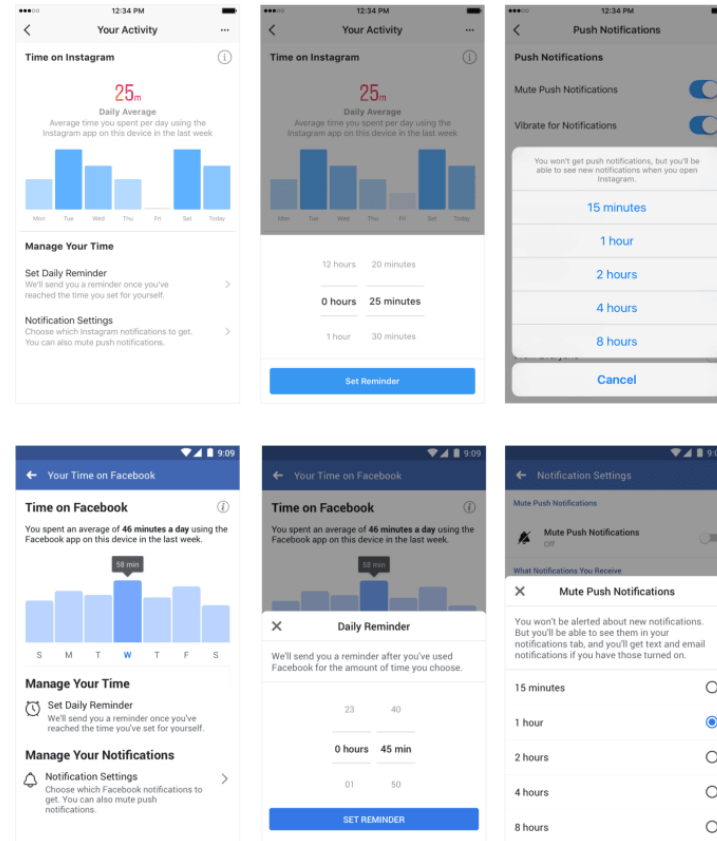 12:34 PM
Your Activity
Time on Instagram
25m
Daily Average
Average time you spent per day using the
Instagram app on this device in the last week
Mon Tue Wed Thu Fri Sat Today
Manage Your Time
Set Daily Reminder
We'll send you a reminder once you've
reached the time you set for yourself.
Notification Settings
Choose which Instagram notifications to get.
You can also mute push notifications.
12:34 PM
Your Activity
Time on Instagram
25m
Daily Average
Average time you spent per day using the
Instagram app on this device in the last week
Mon Tue Wed Thu Fri Sat Today
12 hours 20 minutes
0 hours 25 minutes
1 hour 30 minutes
Set Reminder
12:34 PM
Push Notifications
Push Notifications
Mute Push Notifications
Vibrate for Notifications
You won't get push notifications, but you'll be
able to see new notifications when you open
Instagram.
15 minutes
1 hour
2 hours
4 hours
8 hours
Cancel
9:09
Your Time on Facebook
Time on Facebook
You spent an average of 46 minutes a day using the
Facebook app on this device in the last week.
58 min
S M T W T F S
Manage Your Time
Set Daily Reminder
We'll send you a reminder once you've
reached the time you've set for yourself.
Manage Your Notifications
Notification Settings
Choose which Facebook notifications to
get. You can also mute push
notifications.
9:09
Your Time on Facebook
Time on Facebook
You spent an average of 46 minutes a day using the
Facebook app on this device in the last week.
58 min
Daily Reminder
We'll send you a reminder after you've used
Facebook for the amount of time you choose.
23 40
0 hours 45 min
01 50
SET REMINDER
Notification Settings
Mute Push Notifications
Mute Push Notifications
Off
What Notifications You Receive
Mute Push Notifications
You won't be alerted about new notifications.
But you'll be able to see them in your
notifications tab, and you'll get text and email
notifications if you have those turned on.
15 minutes
1 hour
2 hours
4 hours
8 hours